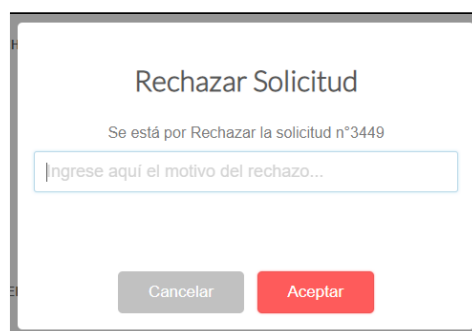 Rechazar Solicitud
Se está por Rechazar la solicitud n°3449
Ingrese aquí el motivo del rechazo...
Cancelar Aceptar